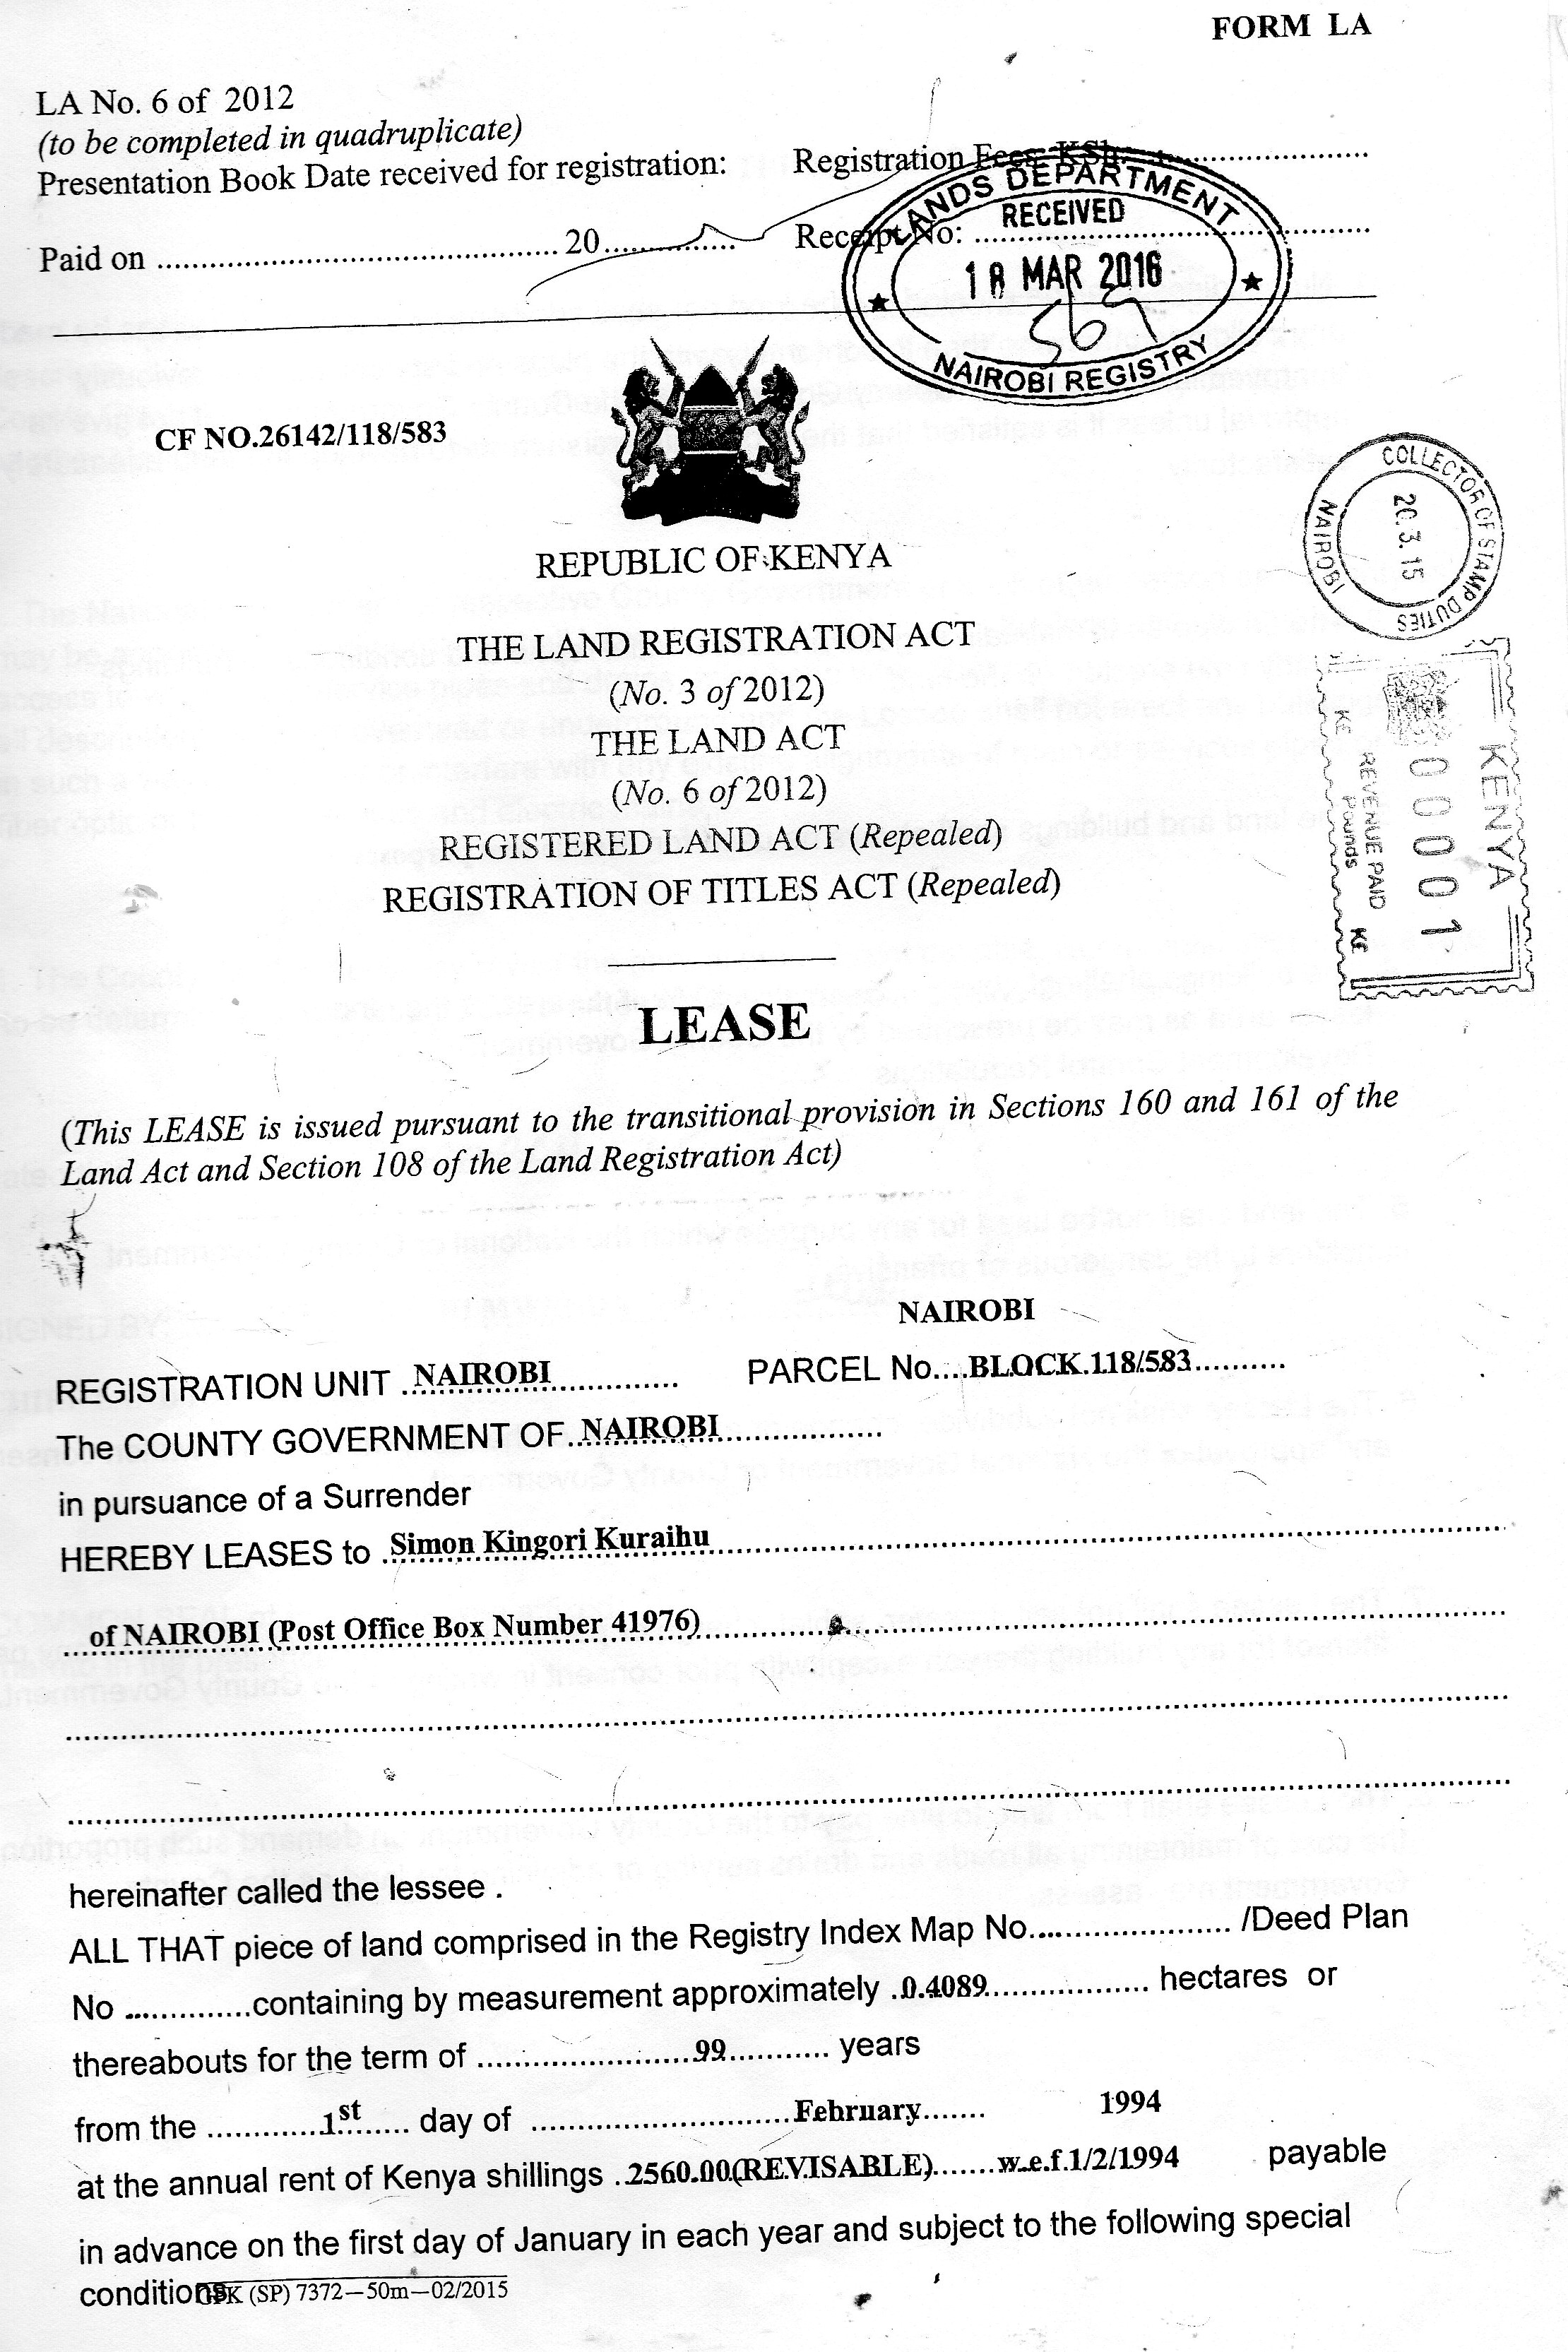 FORM LA
LA No. 6 of 2012
(to be completed in quadruplicate)
Presentation Book Date received for registration:
Registration Fees: KSh. ..............................
Paid on .............................................. 20...............
Receipt No: .............................................
LANDS DEPARTMENT
RECEIVED
18 MAR 2016
569
NAIROBI REGISTRY
CF NO.26142/118/583
COLLECTOR OF STAMP DUTIES
20.3.15
NAIROBI
REPUBLIC OF KENYA
THE LAND REGISTRATION ACT
(No. 3 of 2012)
THE LAND ACT
(No. 6 of 2012)
REGISTERED LAND ACT (Repealed)
REGISTRATION OF TITLES ACT (Repealed)
KENYA
00001
REVENUE PAID
Pounds
KE
KE
LEASE
(This LEASE is issued pursuant to the transitional provision in Sections 160 and 161 of the
Land Act and Section 108 of the Land Registration Act)
NAIROBI
REGISTRATION UNIT ..NAIROBI.............. PARCEL No....BLOCK.118/583..........
The COUNTY GOVERNMENT OF..NAIROBI..................
in pursuance of a Surrender
HEREBY LEASES to ..Simon Kingori Kuraihu..............................
...of NAIROBI (Post Office Box Number 41976)..............................
hereinafter called the lessee .
ALL THAT piece of land comprised in the Registry Index Map No....................... /Deed Plan
No ..............containing by measurement approximately ..0.4089.................. hectares or
thereabouts for the term of ........................99........... years
from the .............1st...... day of .............................February....... 1994
at the annual rent of Kenya shillings ..2560.00(REVISABLE).......w.e.f.1/2/1994 payable
in advance on the first day of January in each year and subject to the following special
conditions
GPK (SP) 7372—50m—02/2015